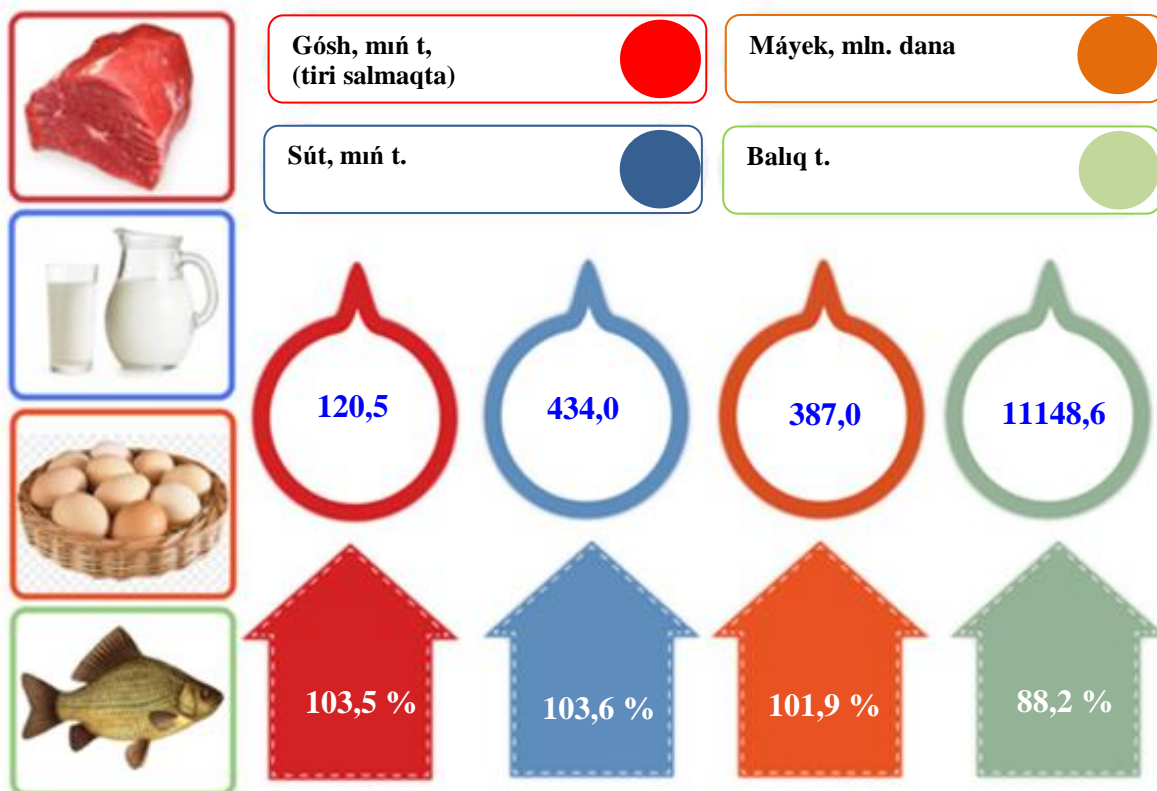 Gósh, mıń t,
(tiri salmaqta)
Máyek, mln. dana
Sút, mıń t.
Balıq t.
120,5
434,0
387,0
11148,6
103,5 %
103,6 %
101,9 %
88,2 %